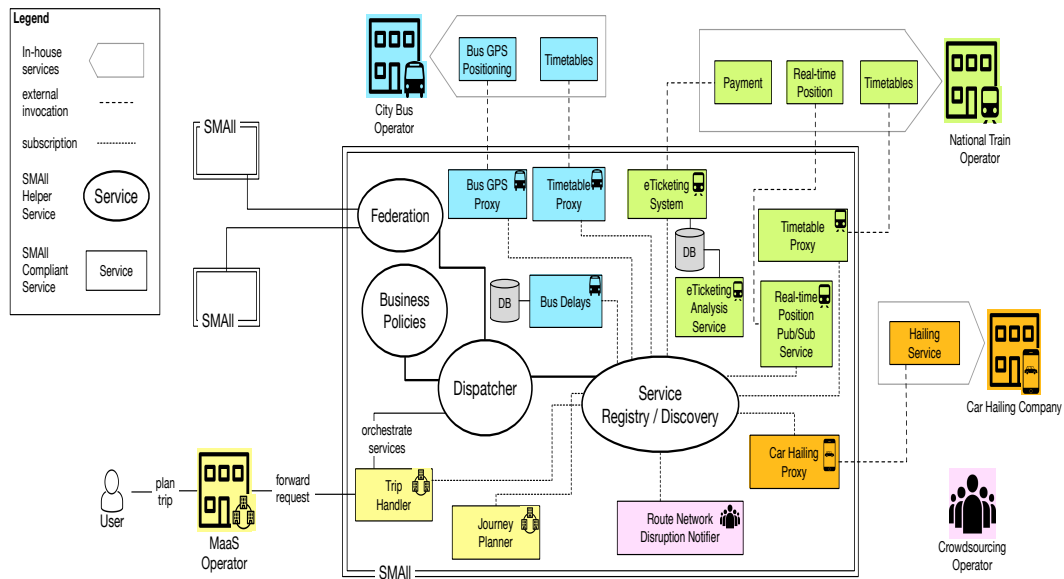 Legend
In-house
services
external
invocation
subscription
SMAll
Helper
Service
Service
SMAll
Compliant
Service
Service
SMAll
SMAll
City Bus
Operator
Bus GPS
Positioning
Timetables
Payment
Real-time
Position
Timetables
National Train
Operator
Federation
Bus GPS
Proxy
Timetable
Proxy
eTicketing
System
Timetable
Proxy
DB
Business
Policies
DB
Bus Delays
eTicketing
Analysis
Service
Real-time
Position
Pub/Sub
Service
Hailing
Service
Car Hailing Company
Dispatcher
Service
Registry / Discovery
orchestrate
services
Car Hailing
Proxy
User
plan
trip
MaaS
Operator
forward
request
Trip
Handler
Journey
Planner
Route Network
Disruption Notifier
Crowdsourcing
Operator
SMAll